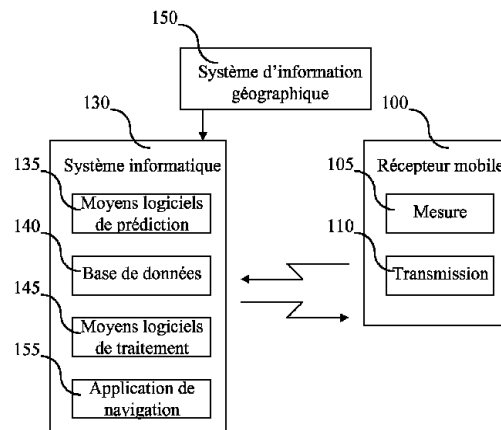 150
Système d'information
géographique
130
Système informatique
135
Moyens logiciels
de prédiction
140
Base de données
145
Moyens logiciels
de traitement
155
Application de
navigation
100
Récepteur mobile
105
Mesure
110
Transmission